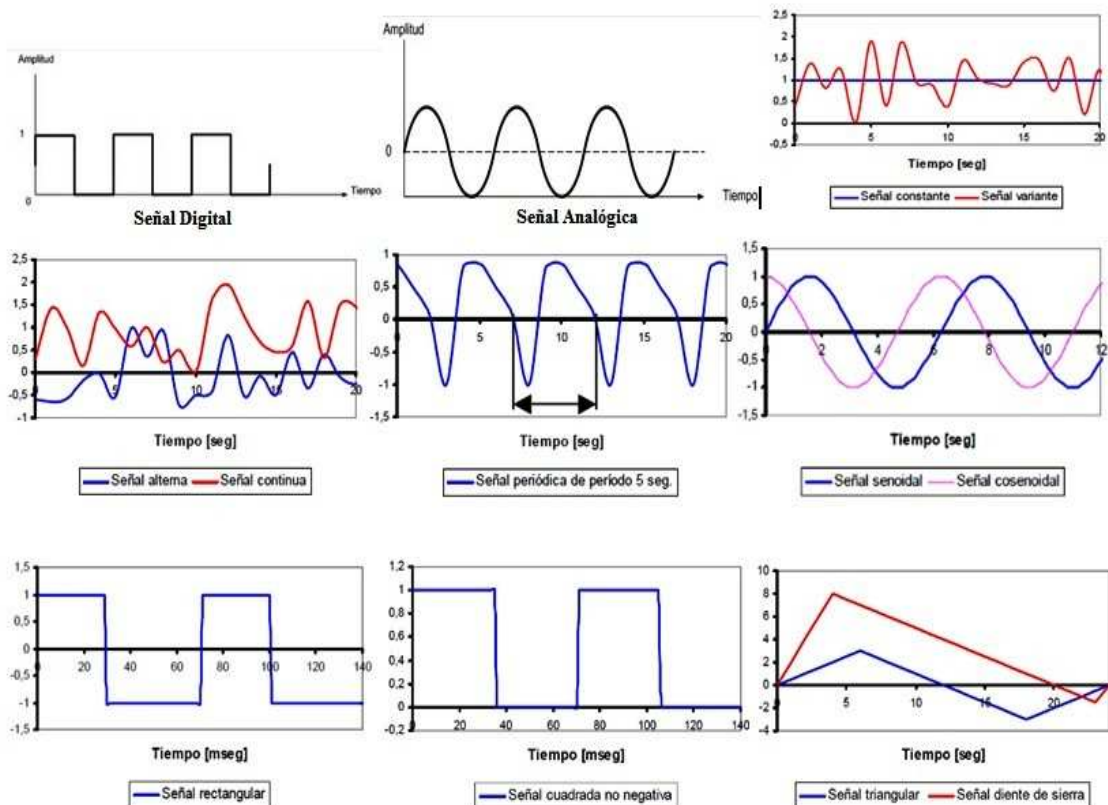 Amplitud
1
0
Tiempo
Señal Digital
Amplitud
0
Tiempo
Señal Analógica
2,5
2
1,5
1
0,5
0
-0,5
0 5 10 15 20
Tiempo [seg]
Señal constante Señal variante
2,5
2
1,5
1
0,5
0
-0,5
-1
0 5 10 15 20
Tiempo [seg]
Señal alterna Señal continua
1
0,5
0
-0,5
-1
-1,5
0 5 10 15 20
Tiempo [seg]
Señal periódica de período 5 seg.
1,5
1
0,5
0
-0,5
-1
-1,5
0 2 4 6 8 10 12
Tiempo [seg]
Señal senoidal Señal cosenoidal
1,5
1
0,5
0
-0,5
-1
-1,5
0 20 40 60 80 100 120 140
Tiempo [mseg]
Señal rectangular
1,2
1
0,8
0,6
0,4
0,2
0
-0,2
0 20 40 60 80 100 120 140
Tiempo [mseg]
Señal cuadrada no negativa
10
8
6
4
2
0
-2
-4
0 5 10 15 20
Tiempo [seg]
Señal triangular Señal diente de sierra